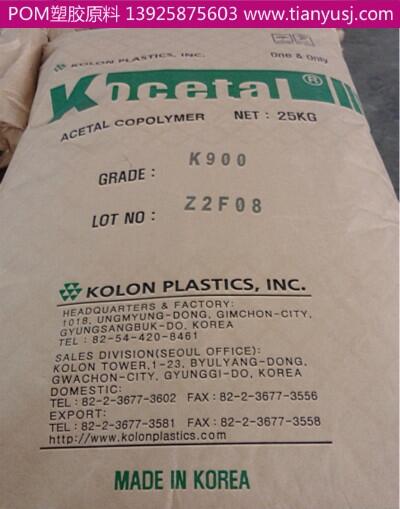 POM塑胶原料 13925875603 www.tianyusj.com
KOLON PLASTICS, INC.
One & Only
Kocetal®
ACETAL COPOLYMER NET : 25KG
GRADE : K900
LOT NO : Z2F08
KOLON PLASTICS, INC.
HEADQUARTERS & FACTORY:
1018, UNGMYUNG-DONG, GIMCHON-CITY,
GYUNGSANGBUK-DO, KOREA
TEL : 82-54-420-8461
SALES DIVISION(SEOUL OFFICE):
KOLON TOWER,1-23, BYULYANG-DONG,
GWACHON-CITY, GYUNGGI-DO, KOREA
DOMESTIC:
TEL : 82-2-3677-3602 FAX : 82-2-3677-3556
EXPORT:
TEL : 82-2-3677-3581 FAX : 82-2-3677-3558
http://www.kolonplastics.com
MADE IN KOREA